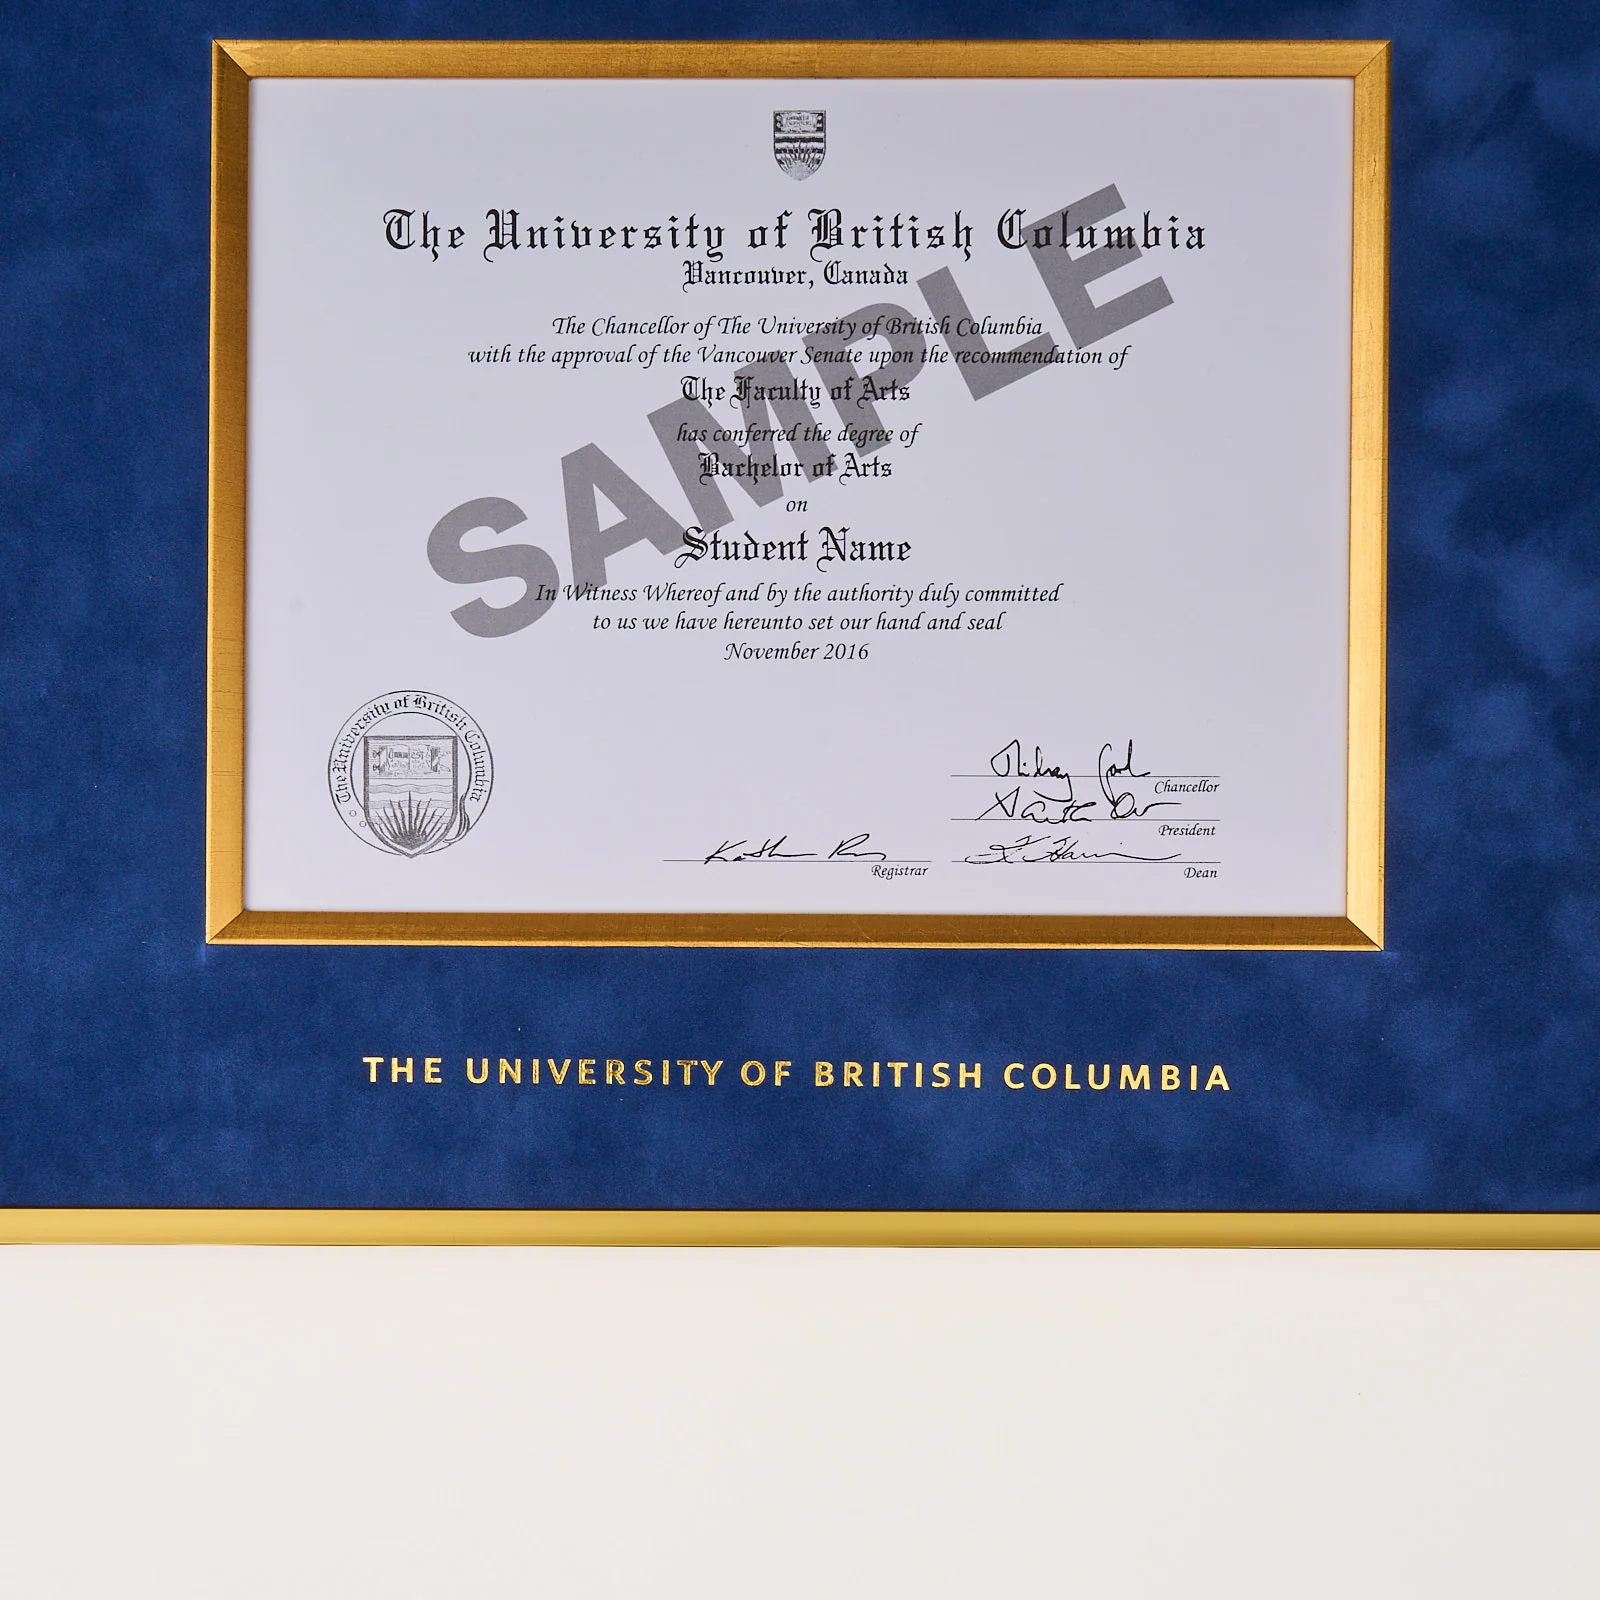 The University of British Columbia
Vancouver, Canada
The Chancellor of The University of British Columbia
with the approval of the Vancouver Senate upon the recommendation of
The Faculty of Arts
has conferred the degree of
Bachelor of Arts
on
Student Name
In Witness Whereof and by the authority duly committed
to us we have hereunto set our hand and seal
November 2016
SAMPLE
The University of British Columbia
Chancellor
President
Registrar
Dean
THE UNIVERSITY OF BRITISH COLUMBIA